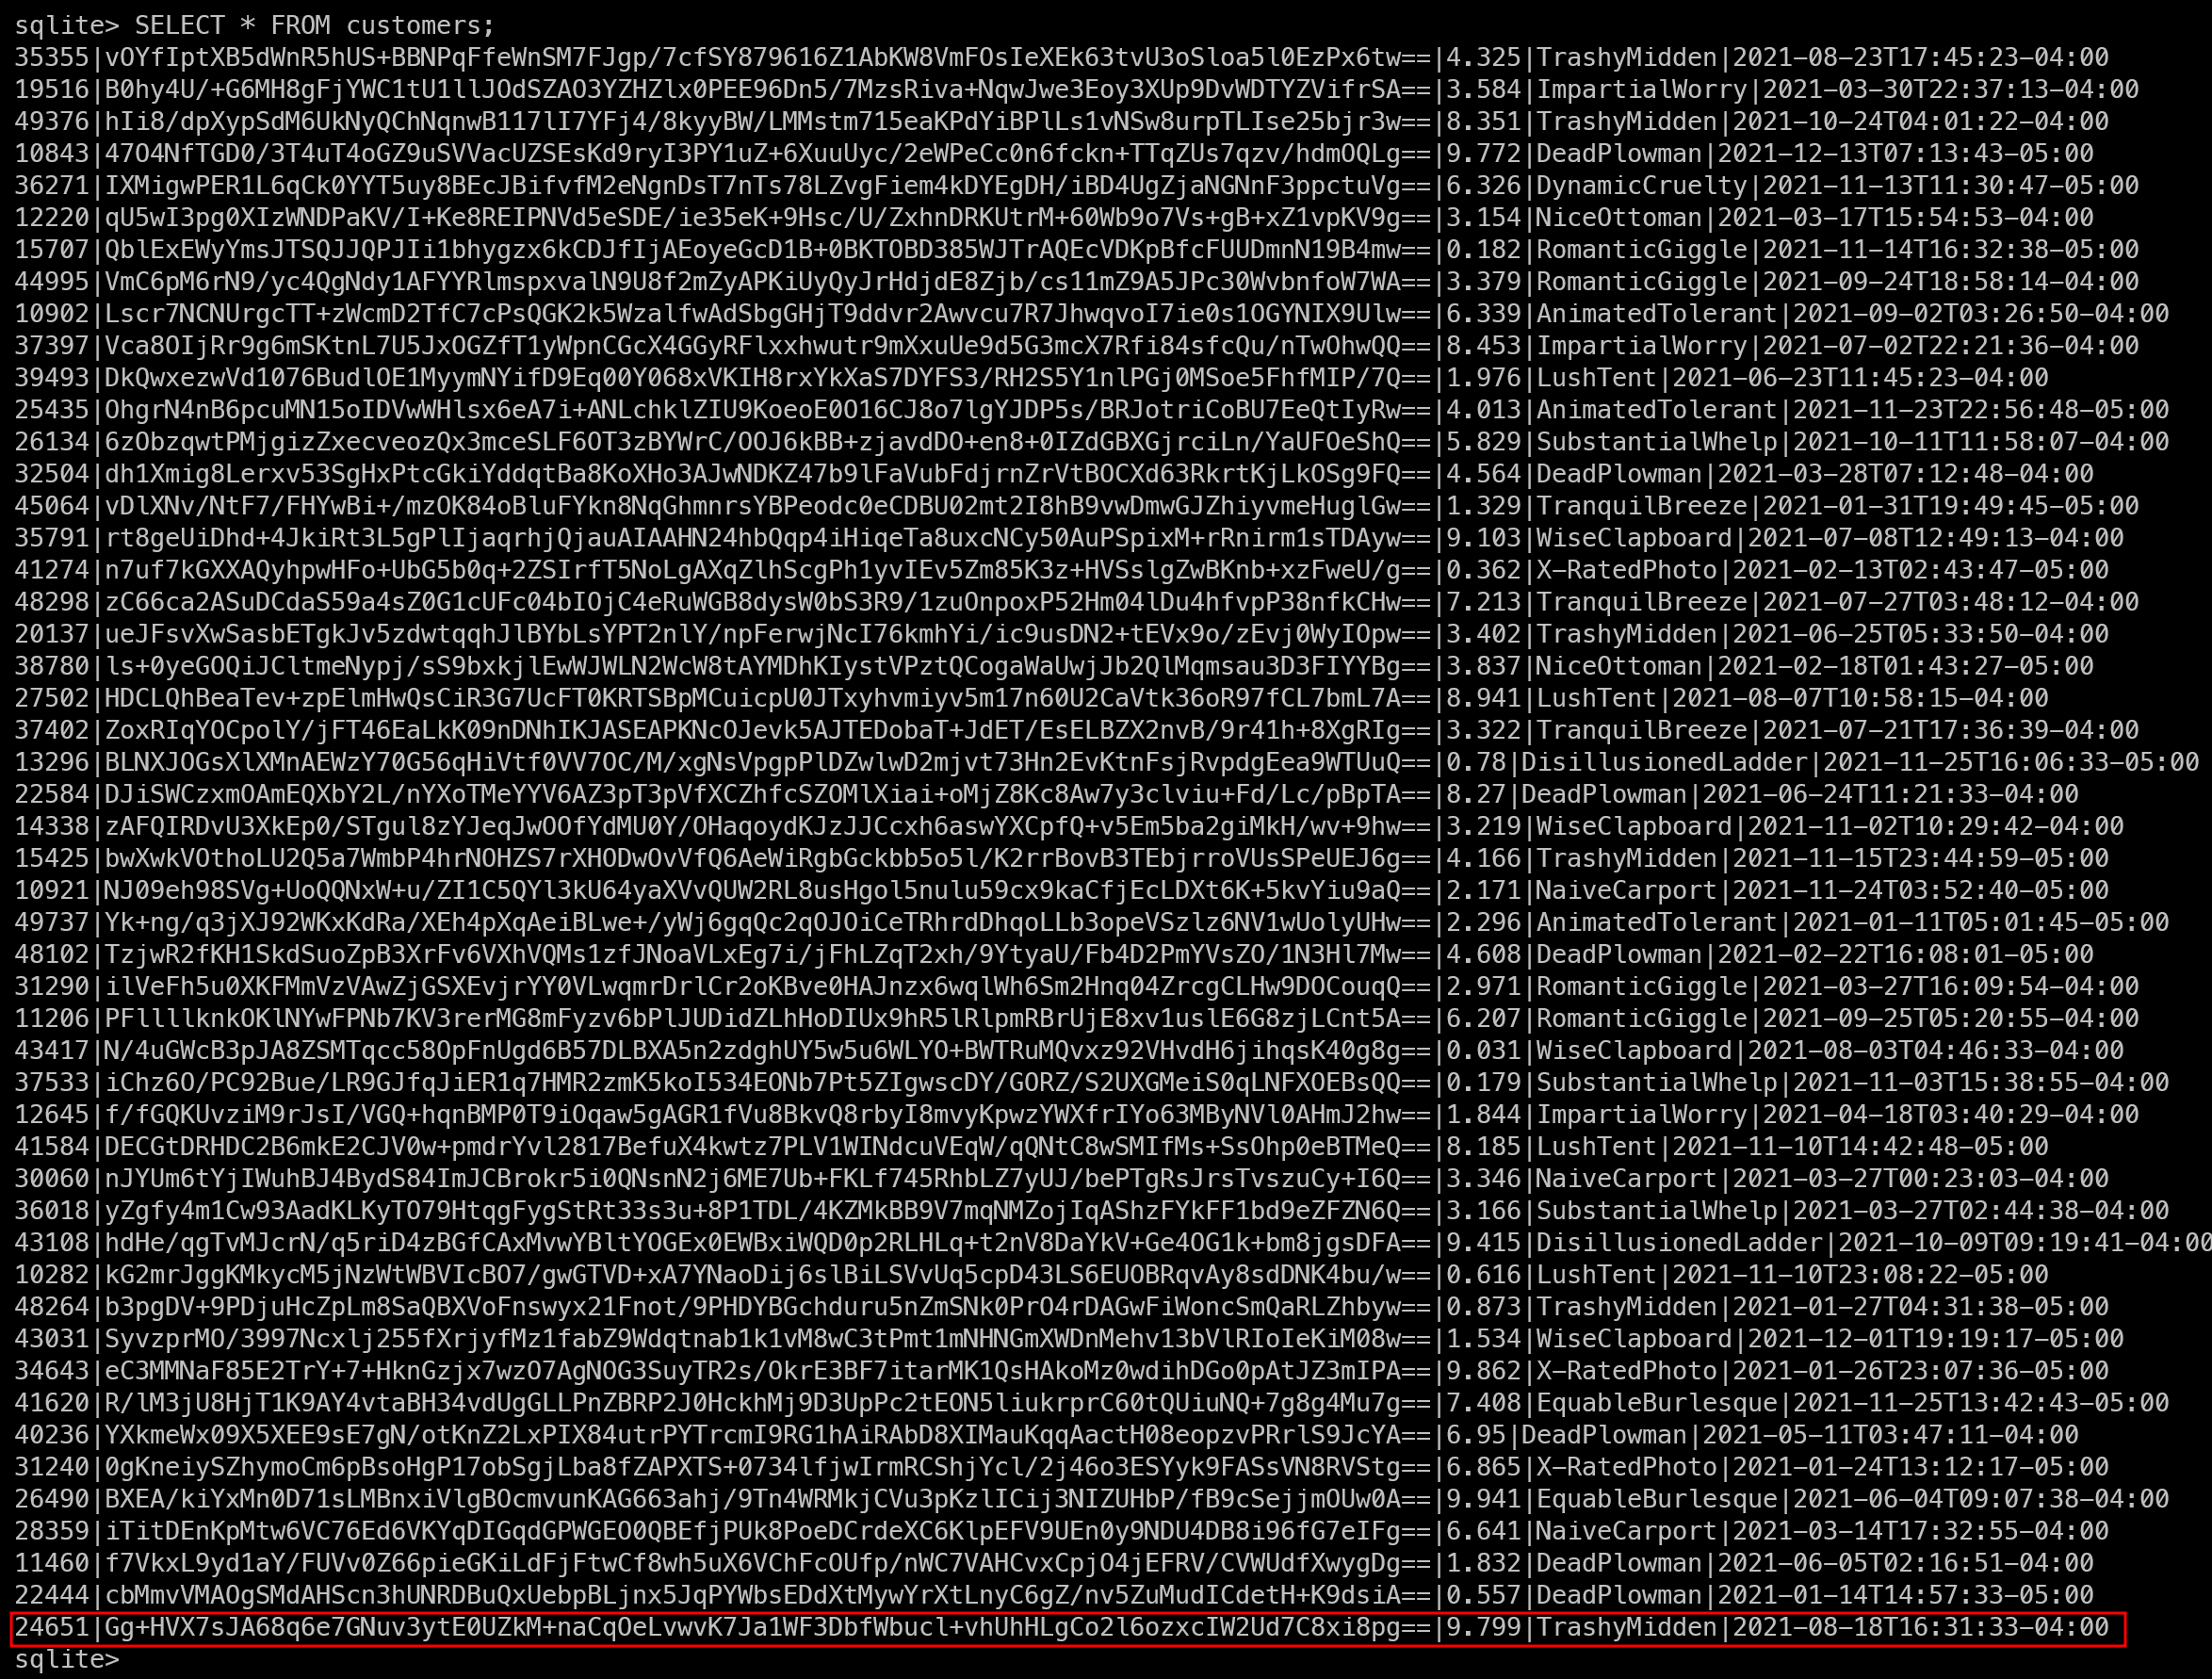 sqlite> SELECT * FROM customers;
35355|vOYfIptXB5dWnR5hUS+BBNPqFfeWnSM7FJgp/7cfSY879616Z1AbKW8VmFOsIeXEk63tvU3oSloa5l0EzPx6tw==|4.325|TrashyMidden|2021-08-23T17:45:23-04:00
19516|B0hy4U/+G6MH8gFjYWC1tU1llJOdSZAO3YZHZlx0PEE96Dn5/7MzsRiva+NqwJwe3Eoy3XUp9DvWDTYZVifrSA==|3.584|ImpartialWorry|2021-03-30T22:37:13-04:00
49376|hIi8/dpXypSdM6UkNyQChNqnwB117lI7YFj4/8kyyBW/LMMstm715eaKPdYiBPlLs1vNSw8urpTLIse25bjr3w==|8.351|TrashyMidden|2021-10-24T04:01:22-04:00
10843|47O4NfTGD0/3T4uT4oGZ9uSVVacUZSEsKd9ryI3PY1uZ+6XuuUyc/2eWPeCc0n6fckn+TTqZUs7qzv/hdmOQLg==|9.772|DeadPlowman|2021-12-13T07:13:43-05:00
36271|IXMigwPER1L6qCk0YYT5uy8BEcJBifvfM2eNgnDsT7nTs78LZvgFiem4kDYEgDH/iBD4UgZjaNGNnF3ppctuVg==|6.326|DynamicCruelty|2021-11-13T11:30:47-05:00
12220|qU5wI3pg0XIzWNDPaKV/I+Ke8REIPNVd5eSDE/ie35eK+9Hsc/U/ZxhnDRKUtrM+60Wb9o7Vs+gB+xZ1vpKV9g==|3.154|NiceOttoman|2021-03-17T15:54:53-04:00
15707|QblExEWyYmsJTSQJJQPJIi1bhygzx6kCDJfIjAEoyeGcD1B+0BKTOBD385WJTrAQEcVDKpBfcFUUDmnN19B4mw==|0.182|RomanticGiggle|2021-11-14T16:32:38-05:00
44995|VmC6pM6rN9/yc4QgNdy1AFYYRlmspxvalN9U8f2mZyAPKiUyQyJrHdjdE8Zjb/cs11mZ9A5JPc30WvbnfoW7WA==|3.379|RomanticGiggle|2021-09-24T18:58:14-04:00
10902|Lscr7NCNUrgcTT+zWcmD2TfC7cPsQGK2k5WzalfwAdSbgGHjT9ddvr2Awvcu7R7JhwqvoI7ie0s1OGYNIX9Ulw==|6.339|AnimatedTolerant|2021-09-02T03:26:50-04:00
37397|Vca8OIjRr9g6mSKtnL7U5JxOGZfT1yWpnCGcX4GGyRFlxxhwutr9mXxuUe9d5G3mcX7Rfi84sfcQu/nTwOhwQQ==|8.453|ImpartialWorry|2021-07-02T22:21:36-04:00
39493|DkQwxezwVd1076BudlOE1MyymNYifD9Eq00Y068xVKIH8rxYkXaS7DYFS3/RH2S5Y1nlPGj0MSoe5FhfMIP/7Q==|1.976|LushTent|2021-06-23T11:45:23-04:00
25435|OhgrN4nB6pcuMN15oIDVwWHlsx6eA7i+ANLchklZIU9KoeoE0O16CJ8o7lgYJDP5s/BRJotriCoBU7EeQtIyRw==|4.013|AnimatedTolerant|2021-11-23T22:56:48-05:00
26134|6zObzqwtPMjgizZxecveozQx3mceSLF6OT3zBYWrC/OOJ6kBB+zjavdDO+en8+0IZdGBXGjrciLn/YaUFOeShQ==|5.829|SubstantialWhelp|2021-10-11T11:58:07-04:00
32504|dh1Xmig8Lerxv53SgHxPtcGkiYddqtBa8KoXHo3AJwNDKZ47b9lFaVubFdjrnZrVtBOCXd63RkrtKjLkOSg9FQ==|4.564|DeadPlowman|2021-03-28T07:12:48-04:00
45064|vDlXNv/NtF7/FHYwBi+/mzOK84oBluFYkn8NqGhmnrsYBPeodc0eCDBU02mt2I8hB9vwDmwGJZhiyvmeHuglGw==|1.329|TranquilBreeze|2021-01-31T19:49:45-05:00
35791|rt8geUiDhd+4JkiRt3L5gPlIjaqrhjQjauAIAAHN24hbQqp4iHiqeTa8uxcNCy50AuPSpixM+rRnirm1sTDAyw==|9.103|WiseClapboard|2021-07-08T12:49:13-04:00
41274|n7uf7kGXXAQyhpwHFo+UbG5b0q+2ZSIrfT5NoLgAXqZlhScgPh1yvIEv5Zm85K3z+HVSslgZwBKnb+xzFweU/g==|0.362|X-RatedPhoto|2021-02-13T02:43:47-05:00
48298|zC66ca2ASuDCdaS59a4sZ0G1cUFc04bIOjC4eRuWGB8dysW0bS3R9/1zuOnpoxP52Hm04lDu4hfvpP38nfkCHw==|7.213|TranquilBreeze|2021-07-27T03:48:12-04:00
20137|ueJFsvXwSasbETgkJv5zdwtqqhJlBYbLsYPT2nlY/npFerwjNcI76kmhYi/ic9usDN2+tEVx9o/zEvj0WyIOpw==|3.402|TrashyMidden|2021-06-25T05:33:50-04:00
38780|ls+0yeGOQiJCltmeNypj/sS9bxkjlEwWJWLN2WcW8tAYMDhKIystVPztQCogaWaUwjJb2QlMqmsau3D3FIYYBg==|3.837|NiceOttoman|2021-02-18T01:43:27-05:00
27502|HDCLQhBeaTev+zpElmHwQsCiR3G7UcFT0KRTSBpMCuicpU0JTxyhvmiyv5m17n60U2CaVtk36oR97fCL7bmL7A==|8.941|LushTent|2021-08-07T10:58:15-04:00
37402|ZoxRIqYOCpolY/jFT46EaLkK09nDNhIKJASEAPKNcOJevk5AJTEDobaT+JdET/EsELBZX2nvB/9r41h+8XgRIg==|3.322|TranquilBreeze|2021-07-21T17:36:39-04:00
13296|BLNXJOGsXlXMnAEWzY70G56qHiVtf0VV7OC/M/xgNsVpgpPlDZwlwD2mjvt73Hn2EvKtnFsjRvpdgEea9WTUuQ==|0.78|DisillusionedLadder|2021-11-25T16:06:33-05:00
22584|DJiSWCzxmOAmEQXbY2L/nYXoTMeYYV6AZ3pT3pVfXCZhfcSZOMlXiai+oMjZ8Kc8Aw7y3clviu+Fd/Lc/pBpTA==|8.27|DeadPlowman|2021-06-24T11:21:33-04:00
14338|zAFQIRDvU3XkEp0/STgul8zYJeqJwOOfYdMU0Y/OHaqoydKJzJJCcxh6aswYXCpfQ+v5Em5ba2giMkH/wv+9hw==|3.219|WiseClapboard|2021-11-02T10:29:42-04:00
15425|bwXwkVOthoLU2Q5a7WmbP4hrNOHZS7rXHODwOvVfQ6AeWiRgbGckbb5o5l/K2rrBovB3TEbjrroVUsSPeUEJ6g==|4.166|TrashyMidden|2021-11-15T23:44:59-05:00
10921|NJ09eh98SVg+UoQQNxW+u/ZI1C5QYl3kU64yaXVvQUW2RL8usHgol5nulu59cx9kaCfjEcLDXt6K+5kvYiu9aQ==|2.171|NaiveCarport|2021-11-24T03:52:40-05:00
49737|Yk+ng/q3jXJ92WKxKdRa/XEh4pXqAeiBLwe+/yWj6gqQc2qOJOiCeTRhrdDhqoLLb3opeVSzlz6NV1wUolyUHw==|2.296|AnimatedTolerant|2021-01-11T05:01:45-05:00
48102|TzjwR2fKH1SkdSuoZpB3XrFv6VXhVQMs1zfJNoaVLxEg7i/jFhLZqT2xh/9YtyaU/Fb4D2PmYVsZO/1N3Hl7Mw==|4.608|DeadPlowman|2021-02-22T16:08:01-05:00
31290|ilVeFh5u0XKFMmVzVAwZjGSXEvjrYY0VLwqmrDrlCr2oKBve0HAJnzx6wqlWh6Sm2Hnq04ZrcgCLHw9DOCouqQ==|2.971|RomanticGiggle|2021-03-27T16:09:54-04:00
11206|PFllllknkOKlNYwFPNb7KV3rerMG8mFyzv6bPlJUDidZLhHoDIUx9hR5lRlpmRBrUjE8xv1uslE6G8zjLCnt5A==|6.207|RomanticGiggle|2021-09-25T05:20:55-04:00
43417|N/4uGWcB3pJA8ZSMTqcc58OpFnUgd6B57DLBXA5n2zdghUY5w5u6WLYO+BWTRuMQvxz92VHvdH6jihqsK40g8g==|0.031|WiseClapboard|2021-08-03T04:46:33-04:00
37533|iChz6O/PC92Bue/LR9GJfqJiER1q7HMR2zmK5koI534EONb7Pt5ZIgwscDY/GORZ/S2UXGMeiS0qLNFXOEBsQQ==|0.179|SubstantialWhelp|2021-11-03T15:38:55-04:00
12645|f/fGQKUvziM9rJsI/VGQ+hqnBMP0T9iOqaw5gAGR1fVu8BkvQ8rbyI8mvyKpwzYWXfrIYo63MByNVl0AHmJ2hw==|1.844|ImpartialWorry|2021-04-18T03:40:29-04:00
41584|DECGtDRHDC2B6mkE2CJV0w+pmdrYvl2817BefuX4kwtz7PLV1WINdcuVEqW/qQNtC8wSMIfMs+SsOhp0eBTMeQ==|8.185|LushTent|2021-11-10T14:42:48-05:00
30060|nJYUm6tYjIWuhBJ4BydS84ImJCBrokr5i0QNsnN2j6ME7Ub+FKLf745RhbLZ7yUJ/bePTgRsJrsTvszuCy+I6Q==|3.346|NaiveCarport|2021-03-27T00:23:03-04:00
36018|yZgfy4m1Cw93AadKLKyTO79HtqgFygStRt33s3u+8P1TDL/4KZMkBB9V7mqNMZojIqAShzFYkFF1bd9eZFZN6Q==|3.166|SubstantialWhelp|2021-03-27T02:44:38-04:00
43108|hdHe/qgTvMJcrN/q5riD4zBGfCAxMvwYBltYOGEx0EWBxiWQD0p2RLHLq+t2nV8DaYkV+Ge4OG1k+bm8jgsDFA==|9.415|DisillusionedLadder|2021-10-09T09:19:41-04:00
10282|kG2mrJggKMkycM5jNzWtWBVIcBO7/gwGTVD+xA7YNaoDij6slBiLSVvUq5cpD43LS6EUOBRqvAy8sdDNK4bu/w==|0.616|LushTent|2021-11-10T23:08:22-05:00
48264|b3pgDV+9PDjuHcZpLm8SaQBXVoFnswyx21Fnot/9PHDYBGchduru5nZmSNk0PrO4rDAGwFiWoncSmQaRLZhbyw==|0.873|TrashyMidden|2021-01-27T04:31:38-05:00
43031|SyvzprMO/3997Ncxlj255fXrjyfMz1fabZ9Wdqtnab1k1vM8wC3tPmt1mNHNGmXWDnMehv13bVlRIoIeKiM08w==|1.534|WiseClapboard|2021-12-01T19:19:17-05:00
34643|eC3MMNaF85E2TrY+7+HknGzjx7wzO7AgNOG3SuyTR2s/OkrE3BF7itarMK1QsHAkoMz0wdihDGo0pAtJZ3mIPA==|9.862|X-RatedPhoto|2021-01-26T23:07:36-05:00
41620|R/lM3jU8HjT1K9AY4vtaBH34vdUgGLLPnZBRP2J0HckhMj9D3UpPc2tEON5liukrprC60tQUiuNQ+7g8g4Mu7g==|7.408|EquableBurlesque|2021-11-25T13:42:43-05:00
40236|YXkmeWx09X5XEE9sE7gN/otKnZ2LxPIX84utrPYTrcmI9RG1hAiRAbD8XIMauKqqAactH08eopzvPRrlS9JcYA==|6.95|DeadPlowman|2021-05-11T03:47:11-04:00
31240|0gKneiySZhymoCm6pBsoHgP17obSgjLba8fZAPXTS+0734lfjwIrmRCShjYcl/2j46o3ESYyk9FASsVN8RVStg==|6.865|X-RatedPhoto|2021-01-24T13:12:17-05:00
26490|BXEA/kiYxMn0D71sLMBnxiVlgBOcmvunKAG663ahj/9Tn4WRMkjCVu3pKzlICij3NIZUHbP/fB9cSejjmOUw0A==|9.941|EquableBurlesque|2021-06-04T09:07:38-04:00
28359|iTitDEnKpMtw6VC76Ed6VKYqDIGqdGPWGEO0QBEfjPUk8PoeDCrdeXC6KlpEFV9UEn0y9NDU4DB8i96fG7eIFg==|6.641|NaiveCarport|2021-03-14T17:32:55-04:00
11460|f7VkxL9yd1aY/FUVv0Z66pieGKiLdFjFtwCf8wh5uX6VChFcOUfp/nWC7VAHCvxCpjO4jEFRV/CVWUdfXwygDg==|1.832|DeadPlowman|2021-06-05T02:16:51-04:00
22444|cbMmvVMAOgSMdAHScn3hUNRDBuQxUebpBLjnx5JqPYWbsEDdXtMywYrXtLnyC6gZ/nv5ZuMudICdetH+K9dsiA==|0.557|DeadPlowman|2021-01-14T14:57:33-05:00
24651|Gg+HVX7sJA68q6e7GNuv3ytE0UZkM+naCqOeLvwvK7Ja1WF3DbfWbucl+vhUhHLgCo2l6ozxcIW2Ud7C8xi8pg==|9.799|TrashyMidden|2021-08-18T16:31:33-04:00
sqlite>